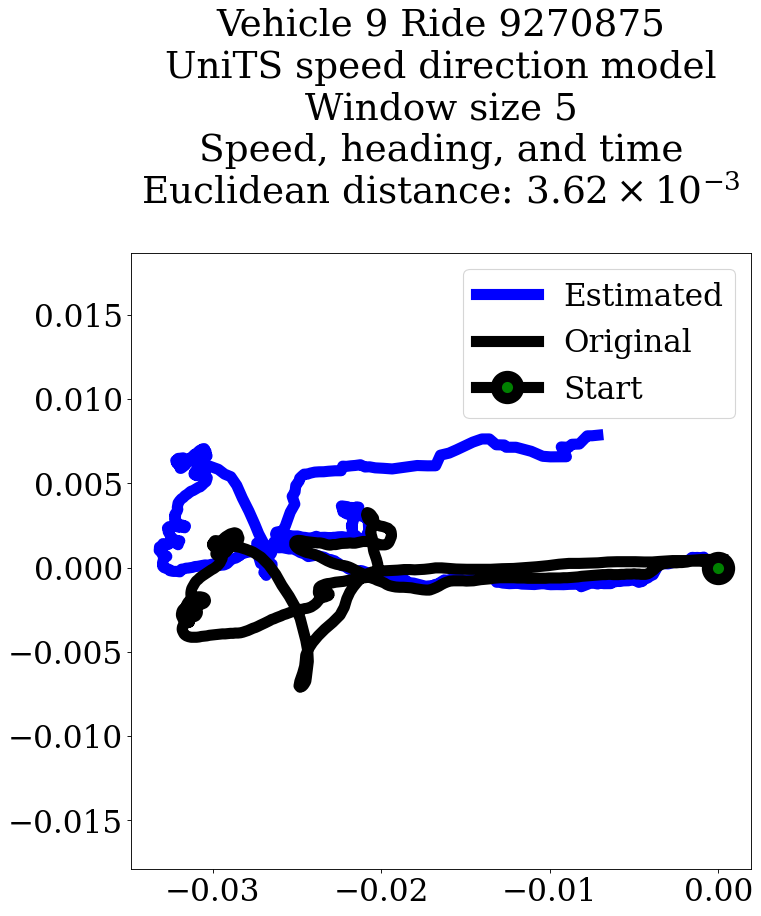 Vehicle 9 Ride 9270875
UniTS speed direction model
Window size 5
Speed, heading, and time
Euclidean distance: 3.62 × 10⁻³
Estimated
Original
Start
0.015
0.010
0.005
0.000
−0.005
−0.010
−0.015
−0.03 −0.02 −0.01 0.00